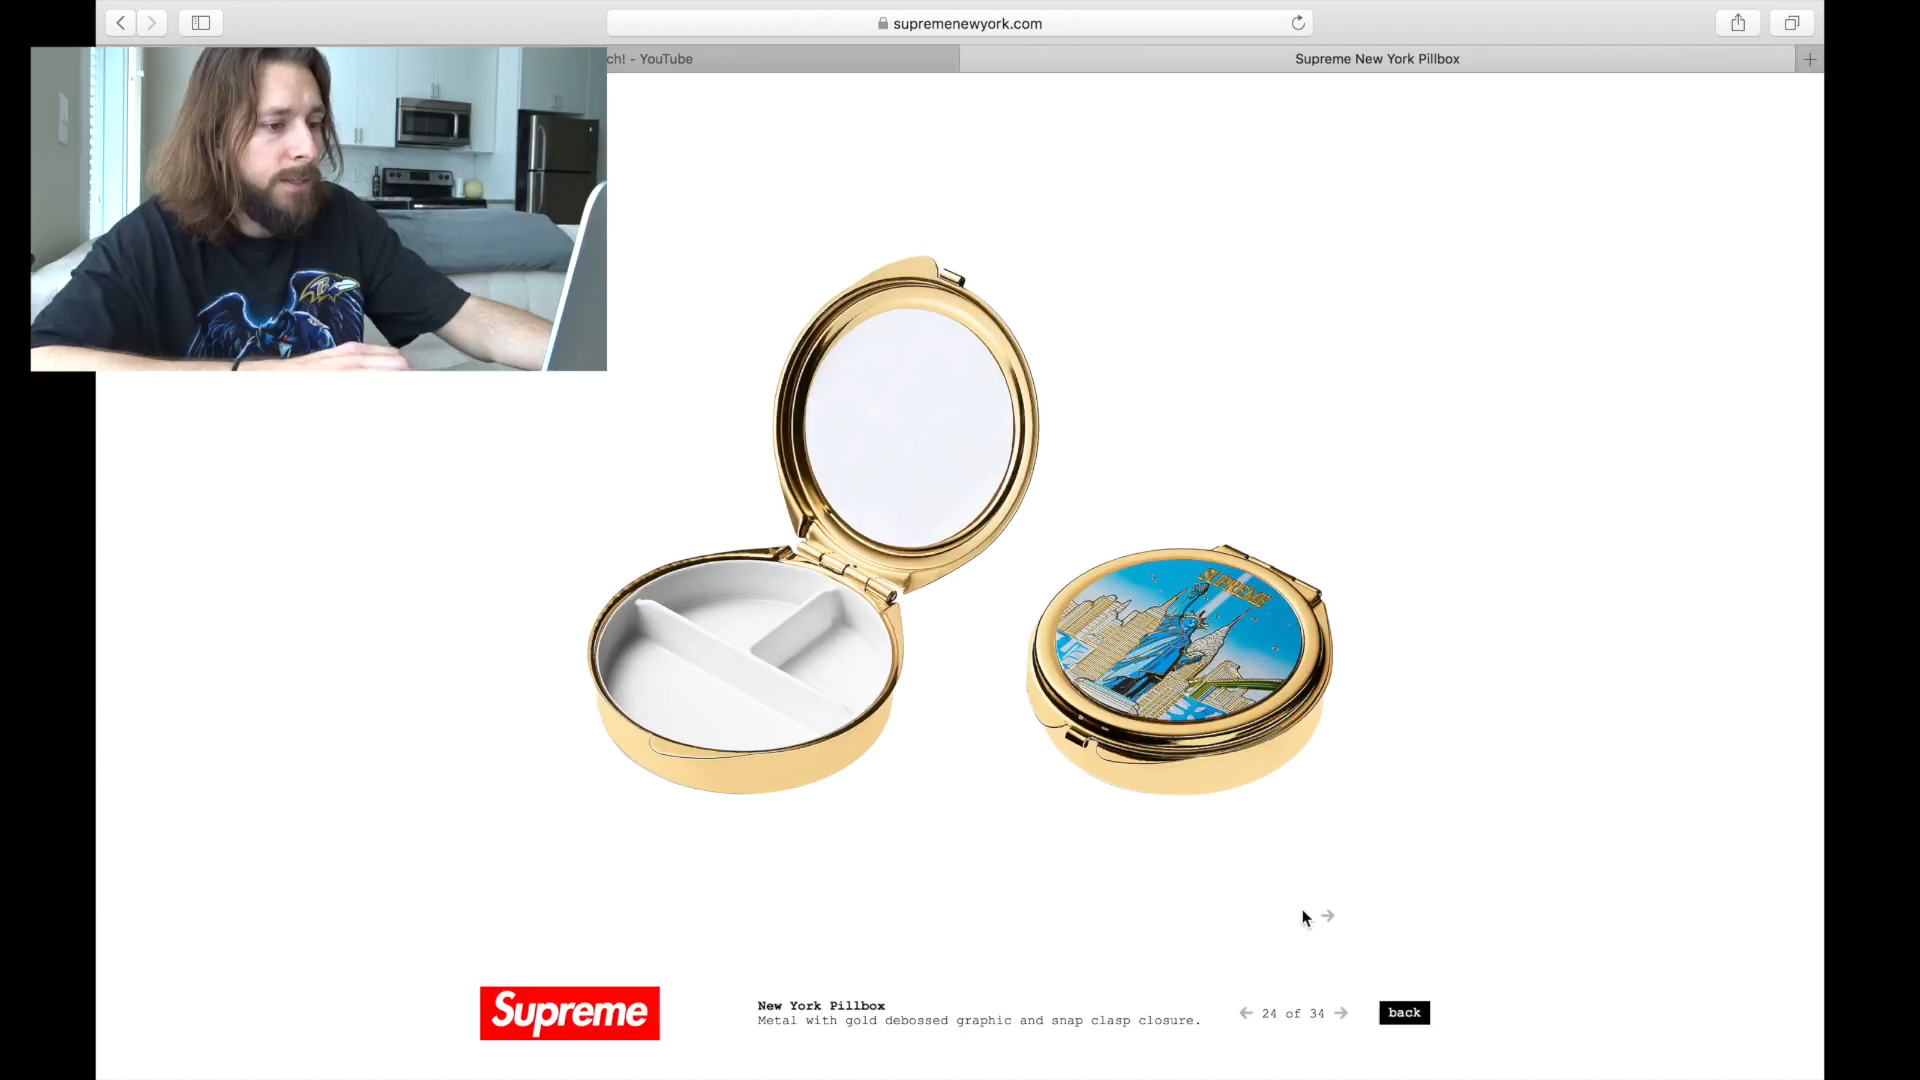 supremenewyork.com
ch! - YouTube
Supreme New York Pillbox
SUPREME
Supreme
New York Pillbox
Metal with gold debossed graphic and snap clasp closure.
24 of 34
back